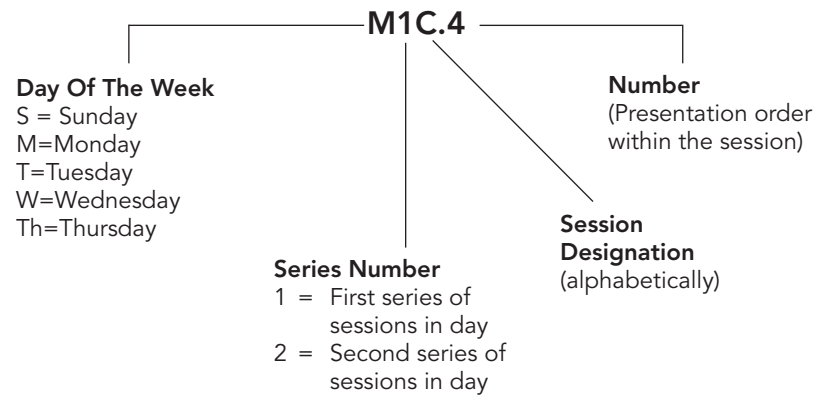 M1C.4
Day Of The Week
S = Sunday
M=Monday
T=Tuesday
W=Wednesday
Th=Thursday
Series Number
1 = First series of
sessions in day
2 = Second series of
sessions in day
Session
Designation
(alphabetically)
Number
(Presentation order
within the session)